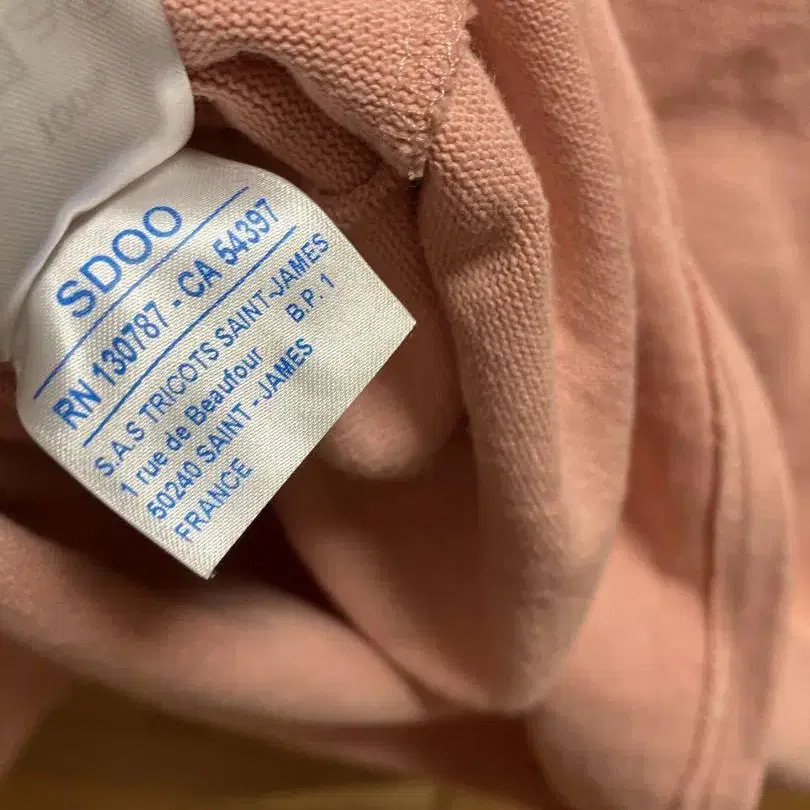 SDOO
RN 130787 - CA 54397
S.A.S TRICOTS SAINT-JAMES
1 rue de Beaufour B.P. 1
50240 SAINT - JAMES
FRANCE